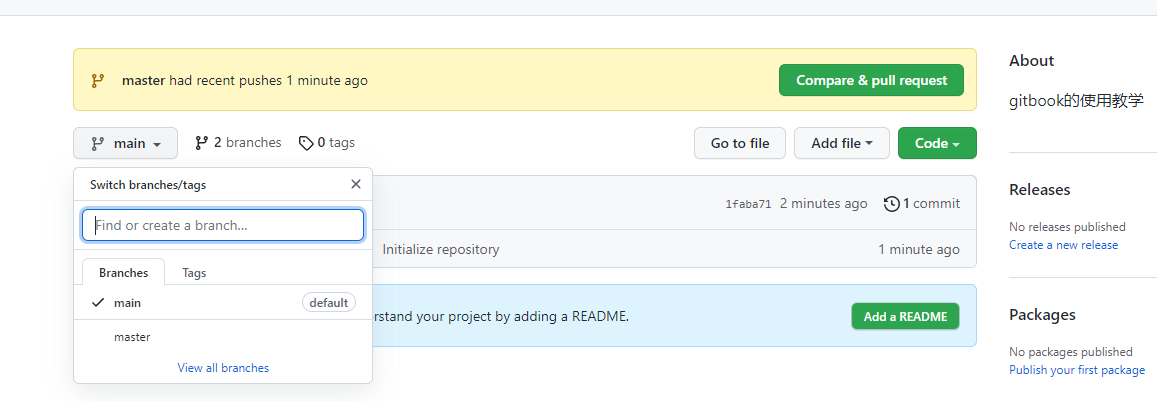 master had recent pushes 1 minute ago
Compare & pull request
main
2 branches
0 tags
Go to file
Add file
Code
Switch branches/tags
Find or create a branch...
Branches
Tags
main
default
master
View all branches
1faba71 2 minutes ago
1 commit
Initialize repository
1 minute ago
your project by adding a README.
Add a README
About
gitbook的使用教学
Releases
No releases published
Create a new release
Packages
No packages published
Publish your first package